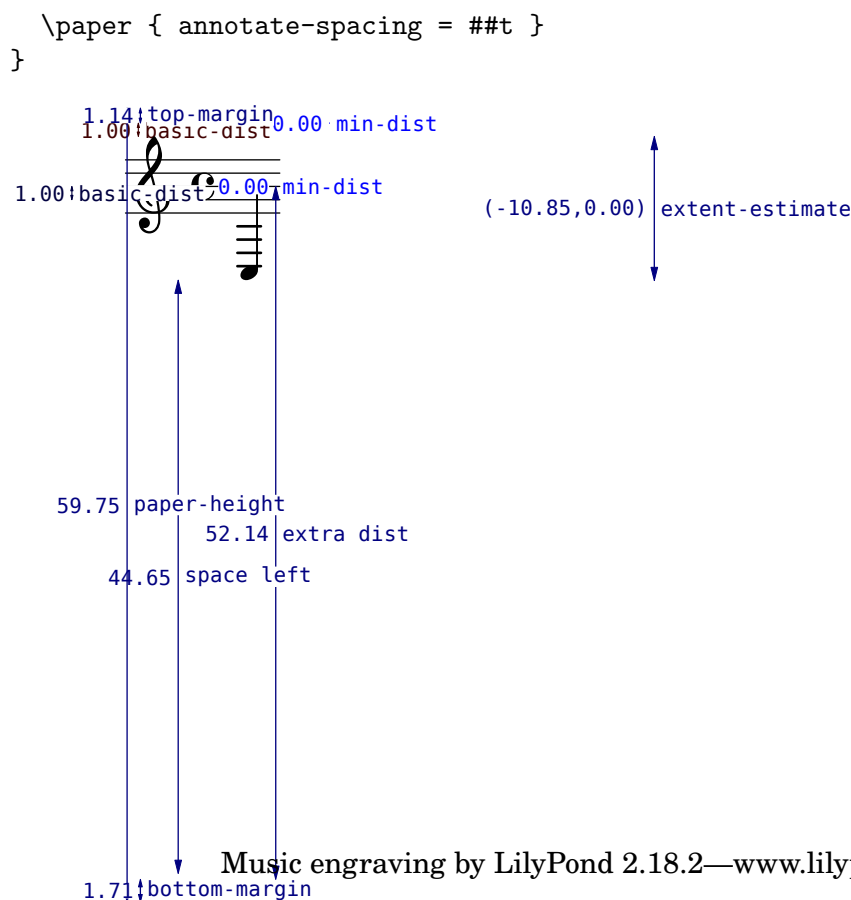 \paper { annotate-spacing = ##t }
}
1.14 top-margin
1.00 basic-dist 0.00 min-dist
1.00 basic-dist 0.00 min-dist
(-10.85,0.00) extent-estimate
59.75 paper-height
52.14 extra dist
44.65 space left
Music engraving by LilyPond 2.18.2—www.lily
1.71 bottom-margin